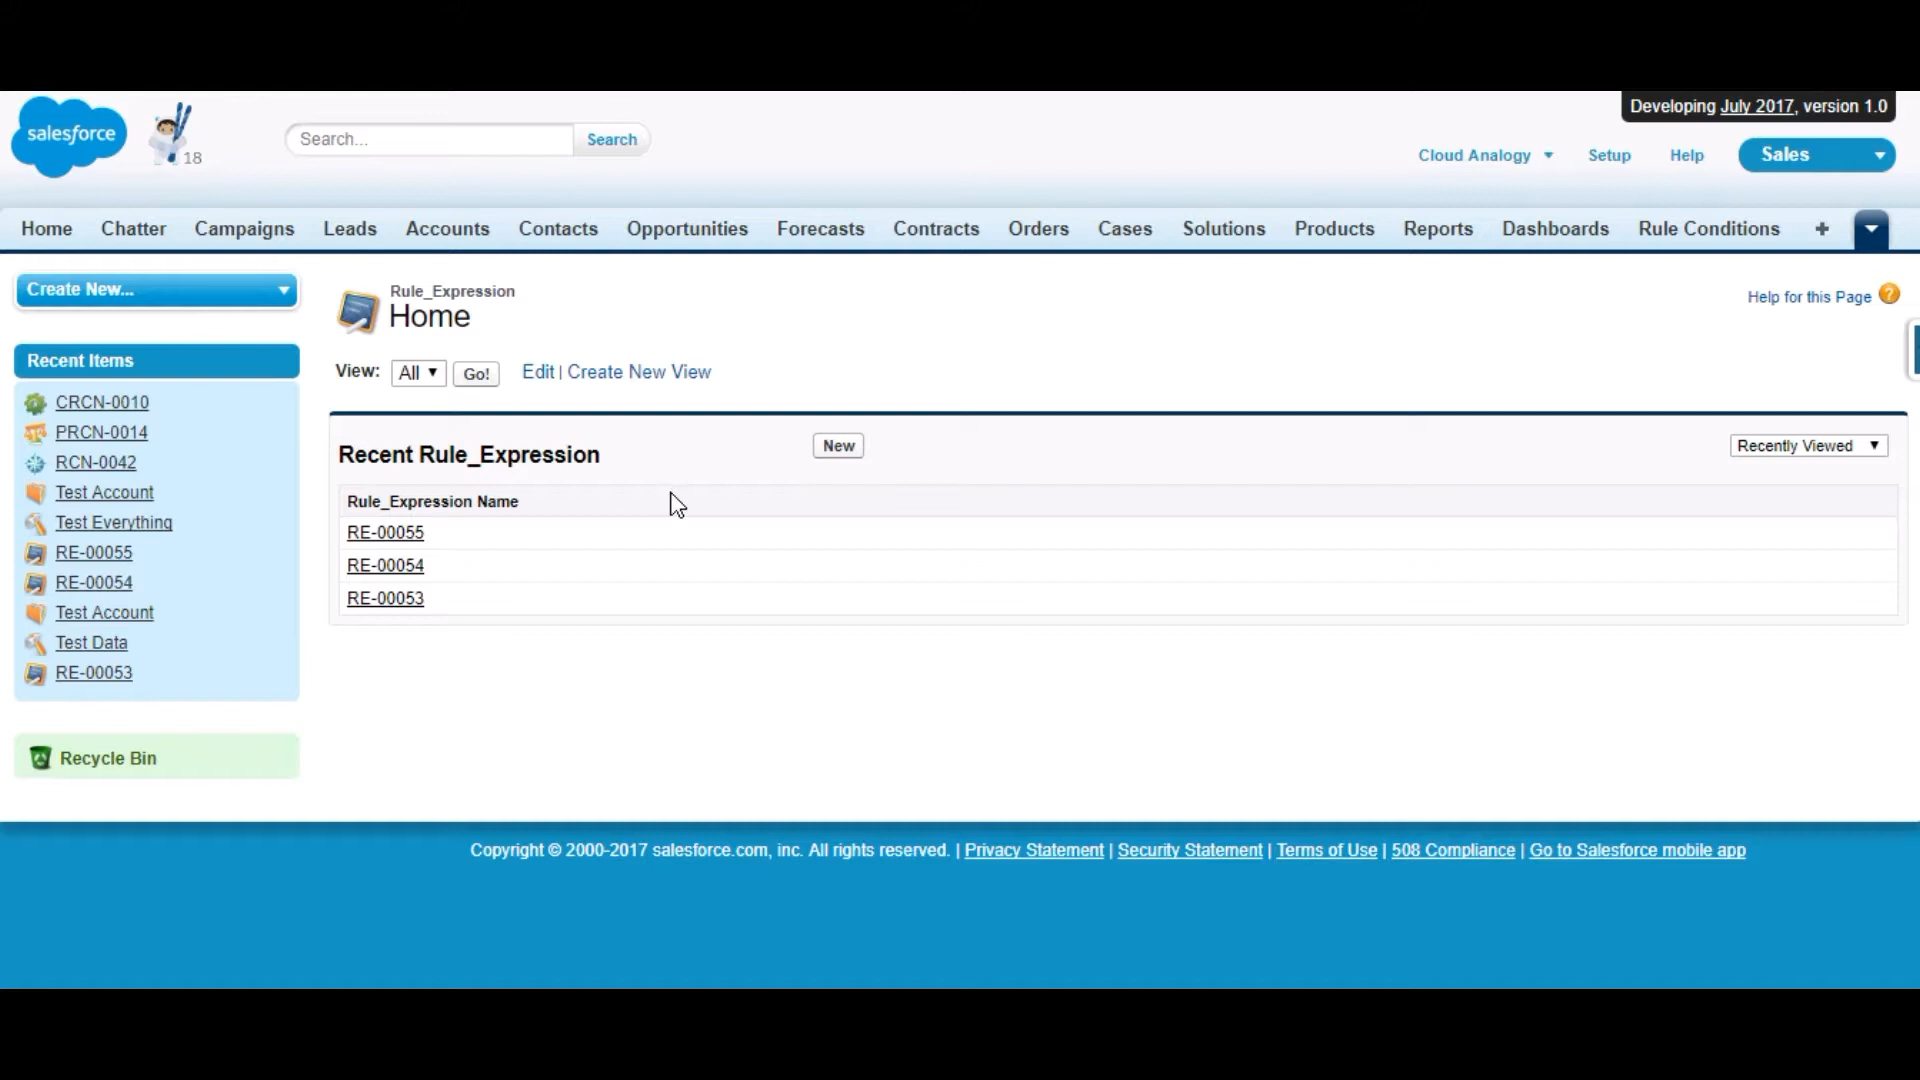 Developing July 2017, version 1.0
salesforce
18
Search...
Search
Cloud Analogy
Setup
Help
Sales
Home Chatter Campaigns Leads Accounts Contacts Opportunities Forecasts Contracts Orders Cases Solutions Products Reports Dashboards Rule Conditions +
Create New...
Recent Items
CRCN-0010
PRCN-0014
RCN-0042
Test Account
Test Everything
RE-00055
RE-00054
Test Account
Test Data
RE-00053
Recycle Bin
Rule_Expression
Home
Help for this Page ?
View: All Go! Edit | Create New View
Recent Rule_Expression
New
Recently Viewed
Rule_Expression Name
RE-00055
RE-00054
RE-00053
Copyright © 2000-2017 salesforce.com, inc. All rights reserved. | Privacy Statement | Security Statement | Terms of Use | 508 Compliance | Go to Salesforce mobile app